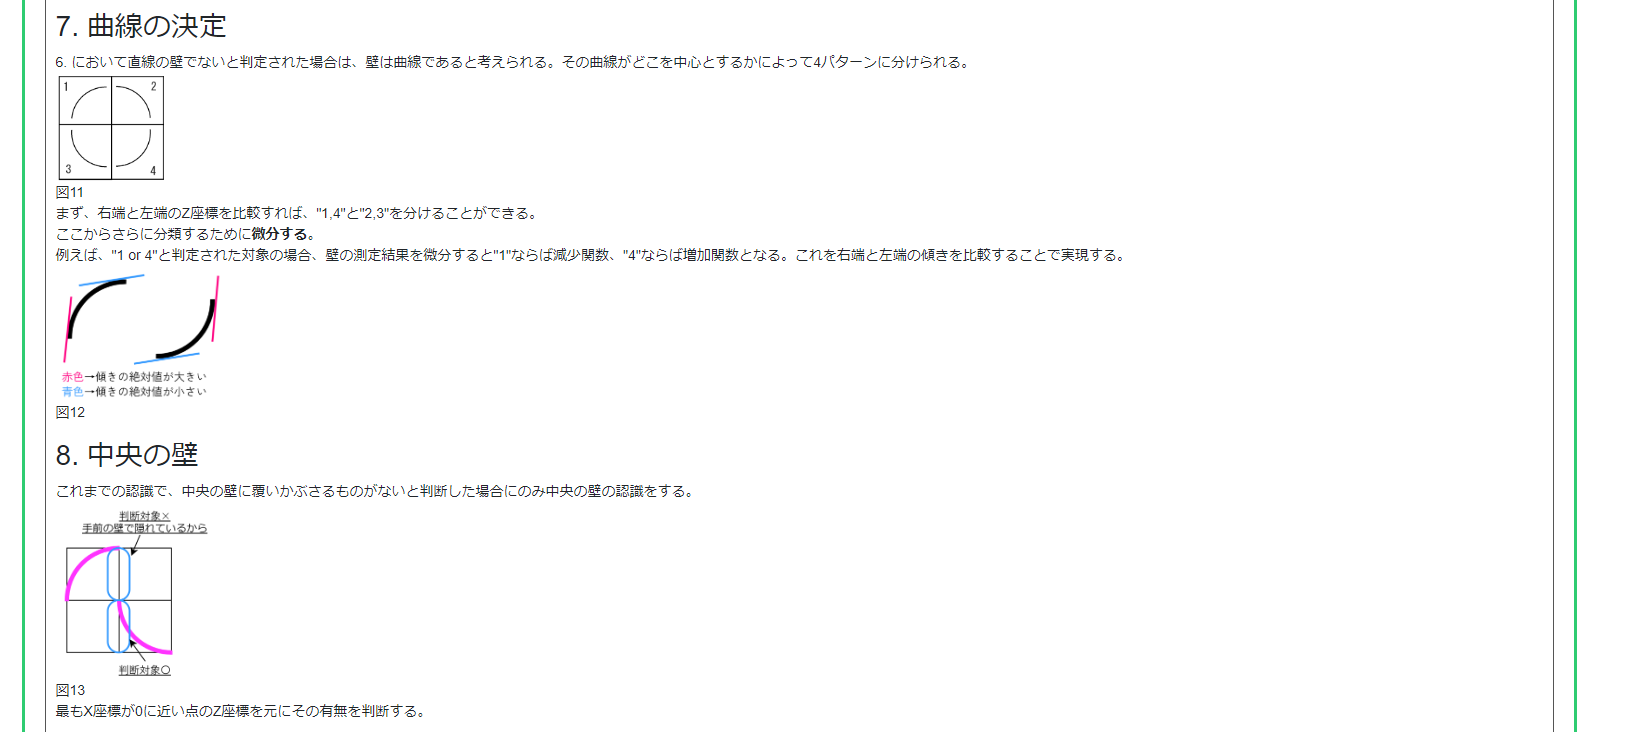 7. 曲線の決定
6. において直線の壁でないと判定された場合は、壁は曲線であると考えられる。その曲線がどこを中心とするかによって4パターンに分けられる。
1 2
3 4
図11
まず、右端と左端のZ座標を比較すれば、"1,4"と"2,3"を分けることができる。
ここからさらに分類するために微分する。
例えば、"1 or 4"と判定された対象の場合、壁の測定結果を微分すると"1"ならば減少関数、"4"ならば増加関数となる。これを右端と左端の傾きを比較することで実現する。
赤色→傾きの絶対値が大きい
青色→傾きの絶対値が小さい
図12
8. 中央の壁
これまでの認識で、中央の壁に覆いかぶさるものがないと判断した場合にのみ中央の壁の認識をする。
判断対象×
手前の壁で隠れているから
判断対象○
図13
最もX座標が0に近い点のZ座標を元にその有無を判断する。